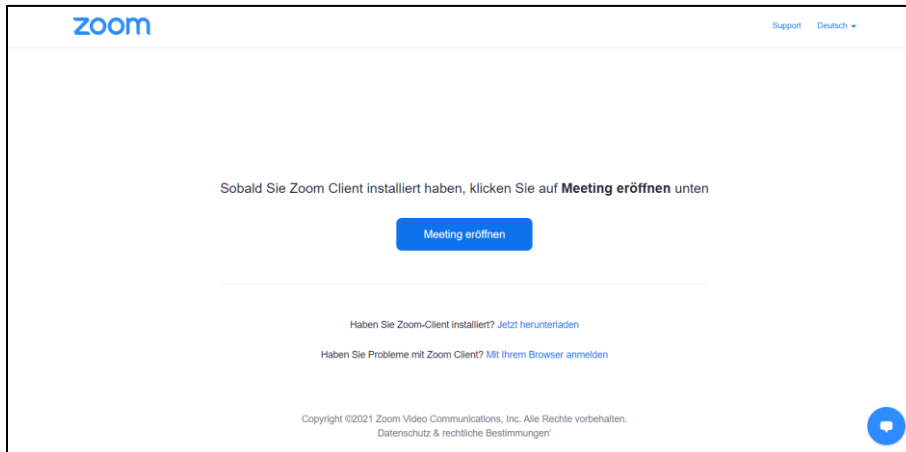 zoom
Support Deutsch
Sobald Sie Zoom Client installiert haben, klicken Sie auf Meeting eröffnen unten
Meeting eröffnen
Haben Sie Zoom-Client installiert? Jetzt herunterladen
Haben Sie Probleme mit Zoom Client? Mit Ihrem Browser anmelden
Copyright ©2021 Zoom Video Communications, Inc. Alle Rechte vorbehalten.
Datenschutz & rechtliche Bestimmungen'